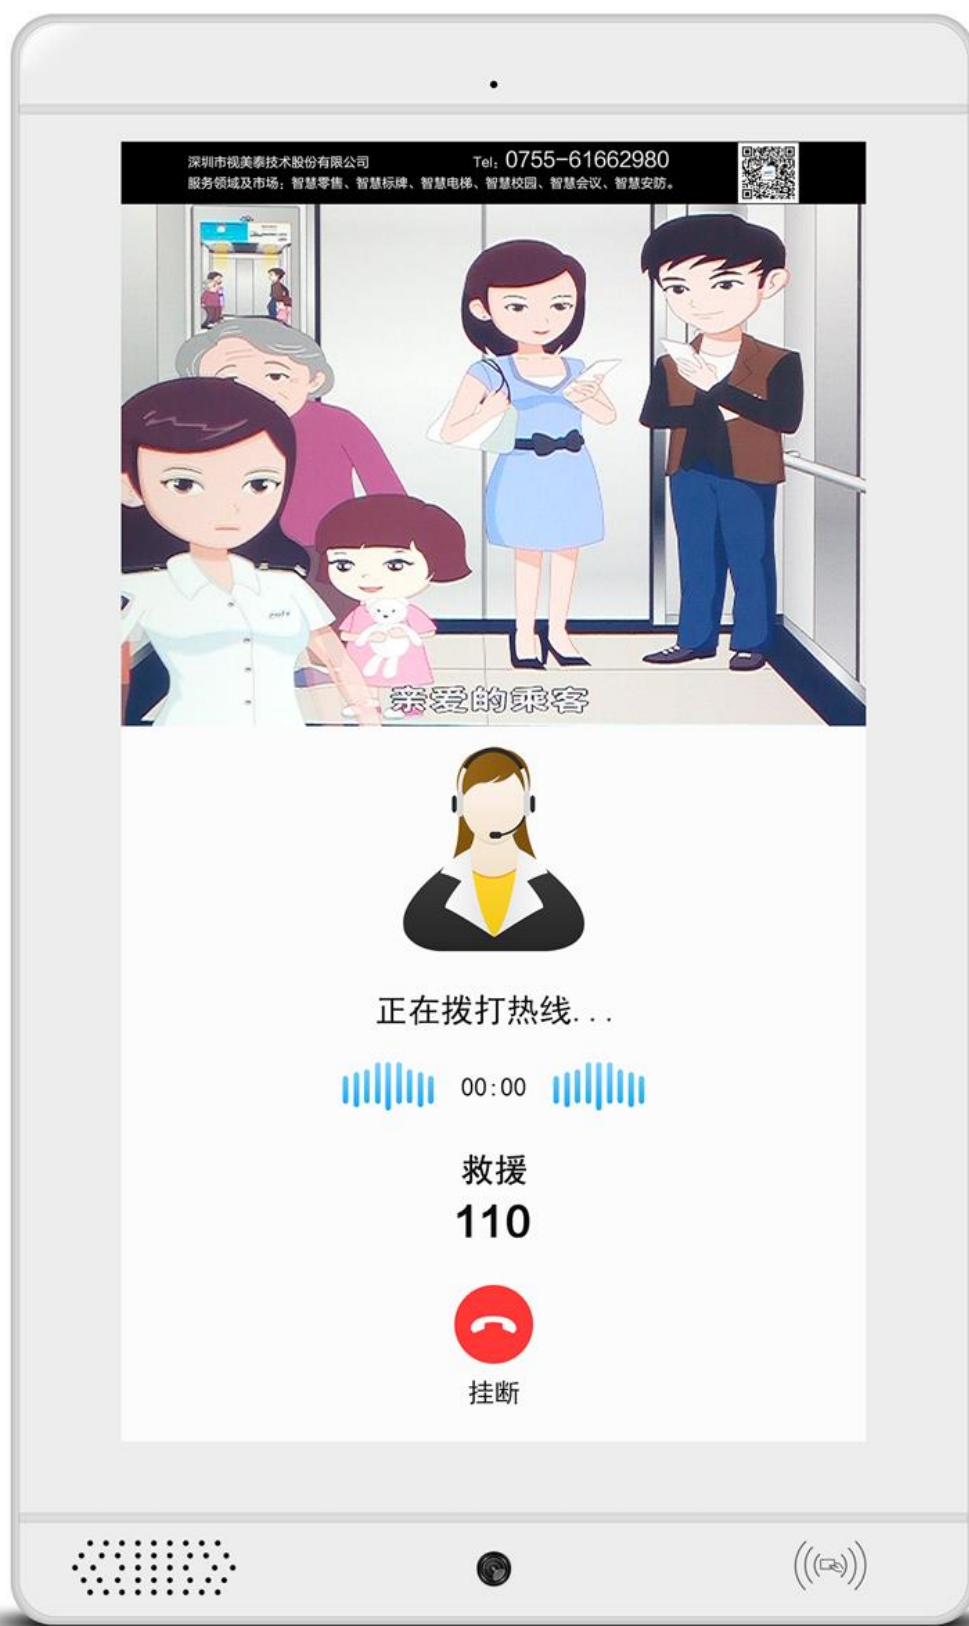 深圳市视美泰技术股份有限公司 Tel: 0755-61662980
服务领域及市场：智慧零售、智慧标牌、智慧电梯、智慧校园、智慧会议、智慧安防。
亲爱的乘客
正在拨打热线...
00:00
救援
110
挂断